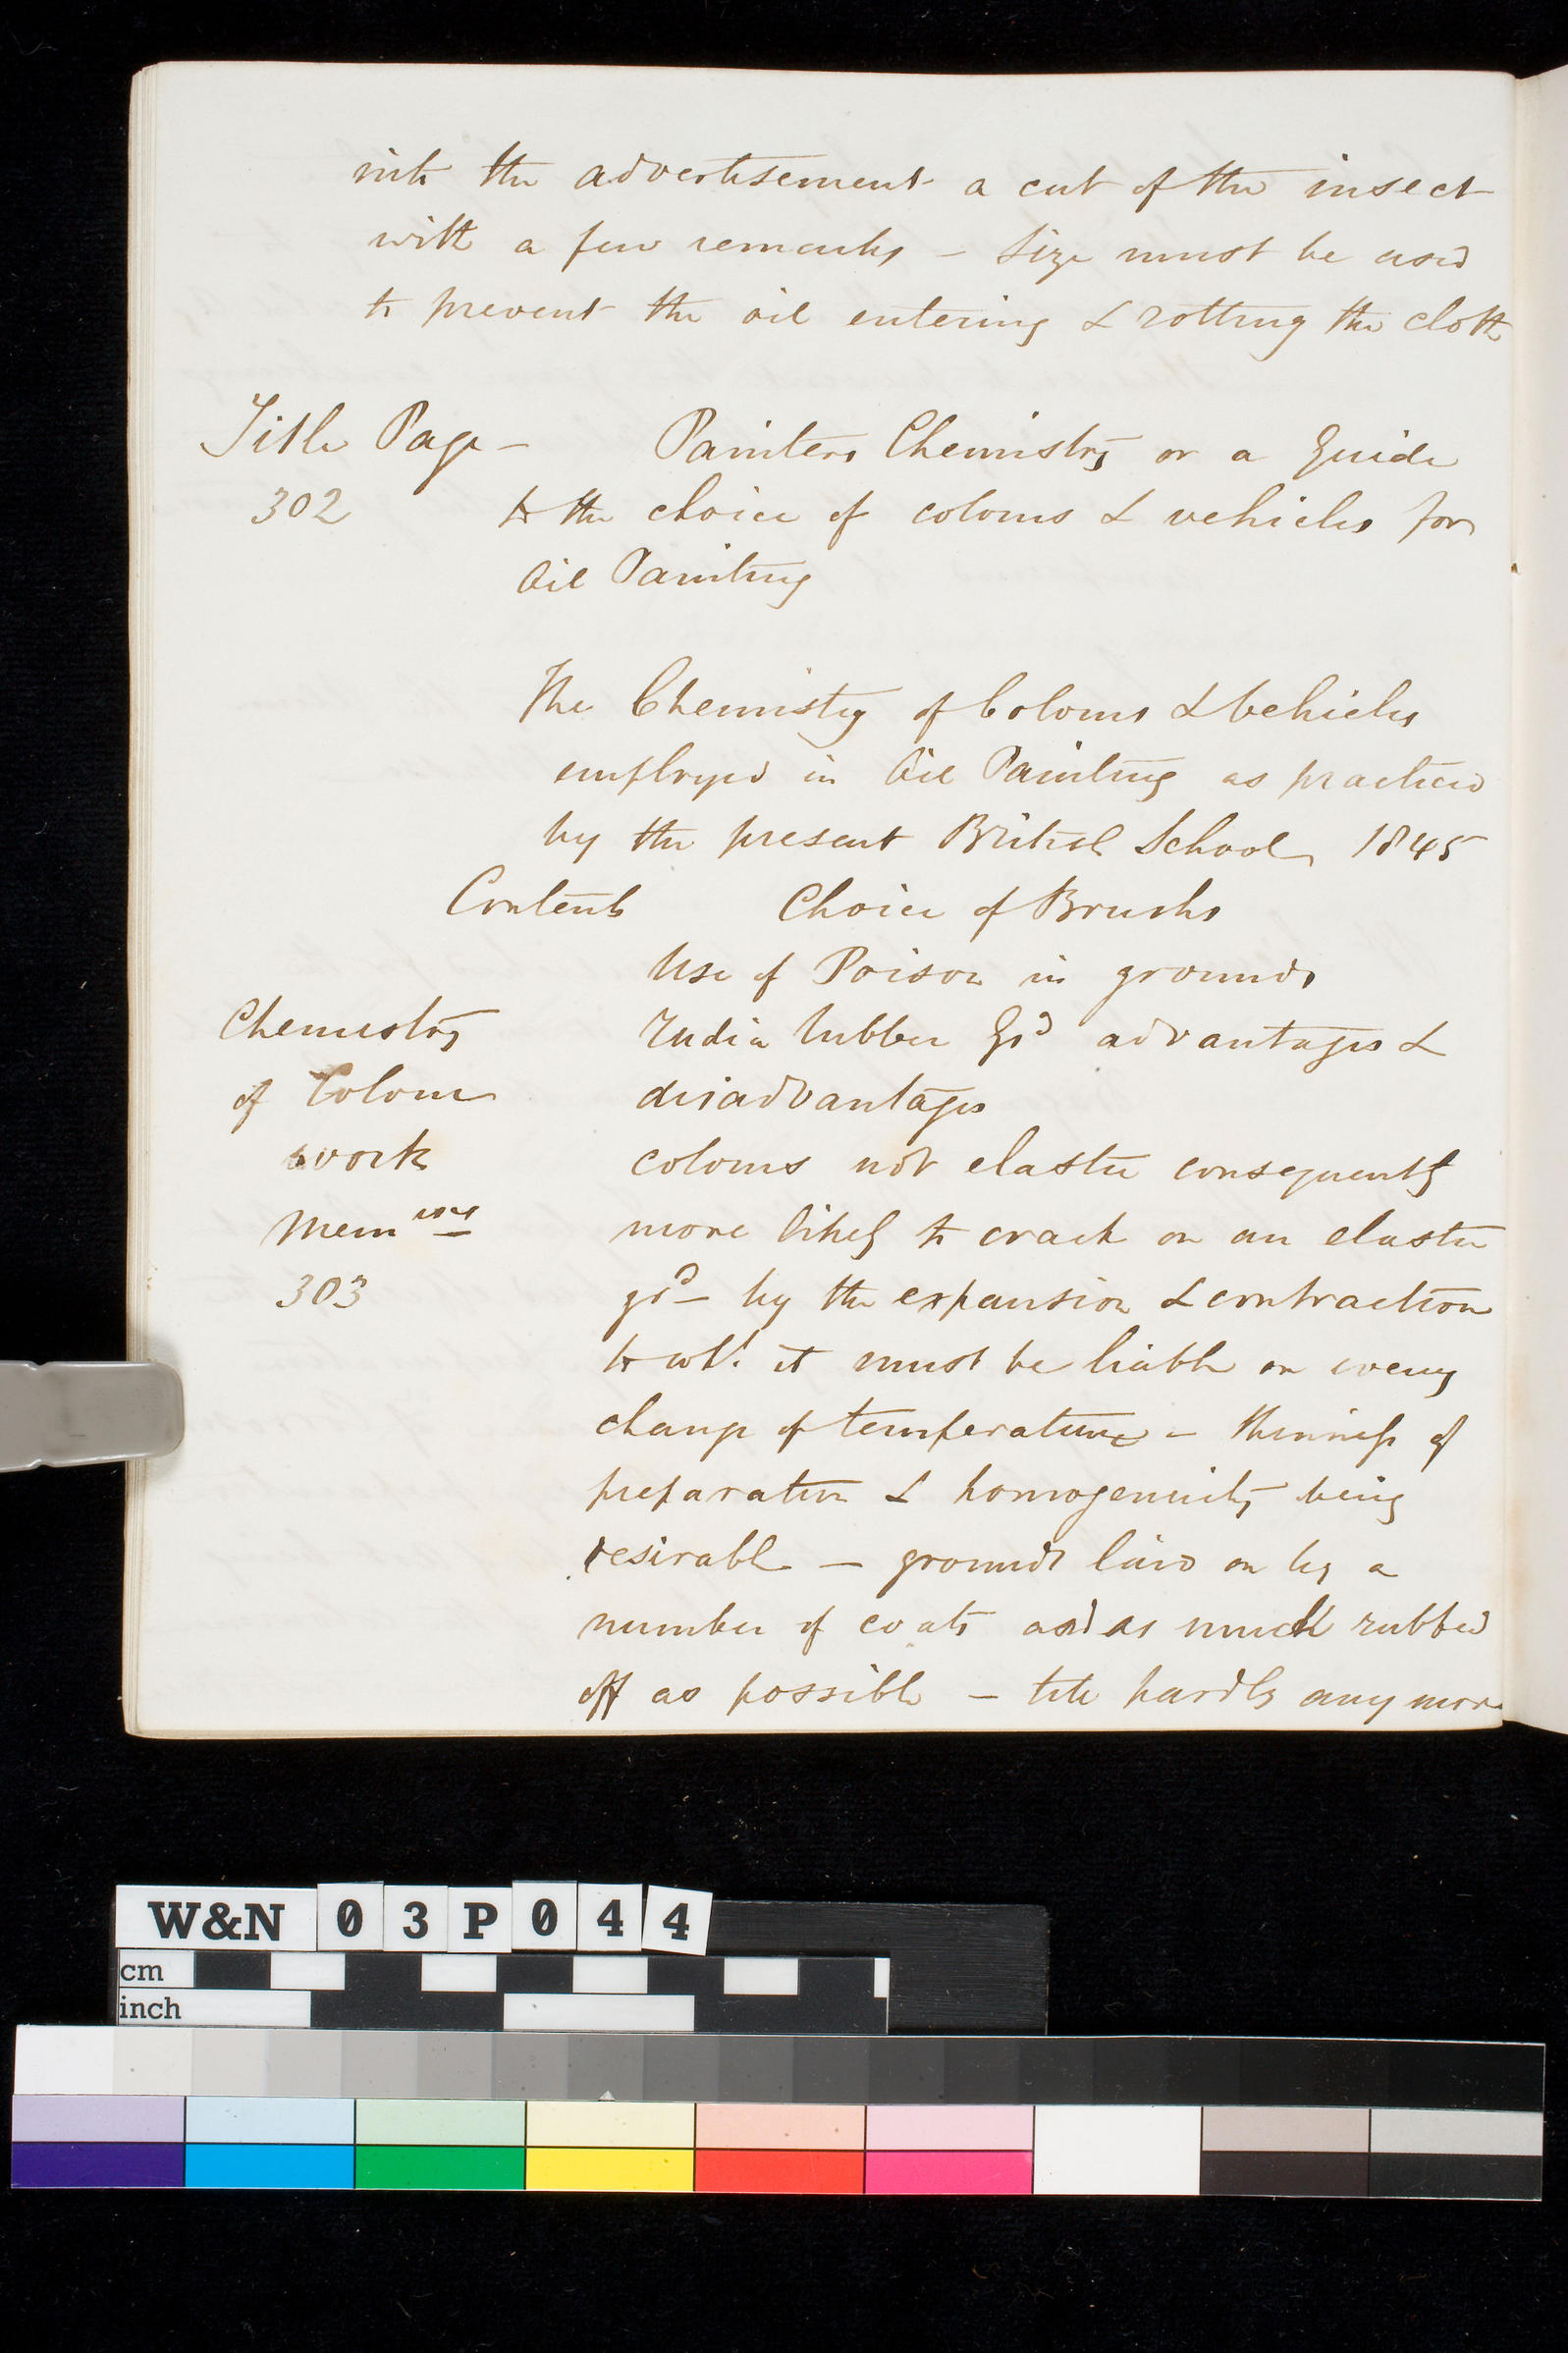 into the advertisement a cut of the insect
with a few remarks – Size must be used
to prevent the oil entering & rotting the cloth
Title Page – Painters Chemistry or a Guide
302 to the choice of colours & vehicles for
Oil Painting
The Chemistry of Colours & Vehicles
employed in Oil Painting as practiced
by the present British School 1845
Contents Choice of Brushes
Use of Poison in grounds
Chemistry India Rubber Grd advantages &
of Colour disadvantages
work colours not elastic consequently
Mem 
more likely to crack on an elastic
303 grd – by the expansion & contraction
to wh. it must be liable on every
change of temperature – thinness of
preparation & homogeneity being
desirable – grounds laid on by a
number of coats and as much rubbed
off as possible – till hardly any more
W&N 03P044
cm
inch